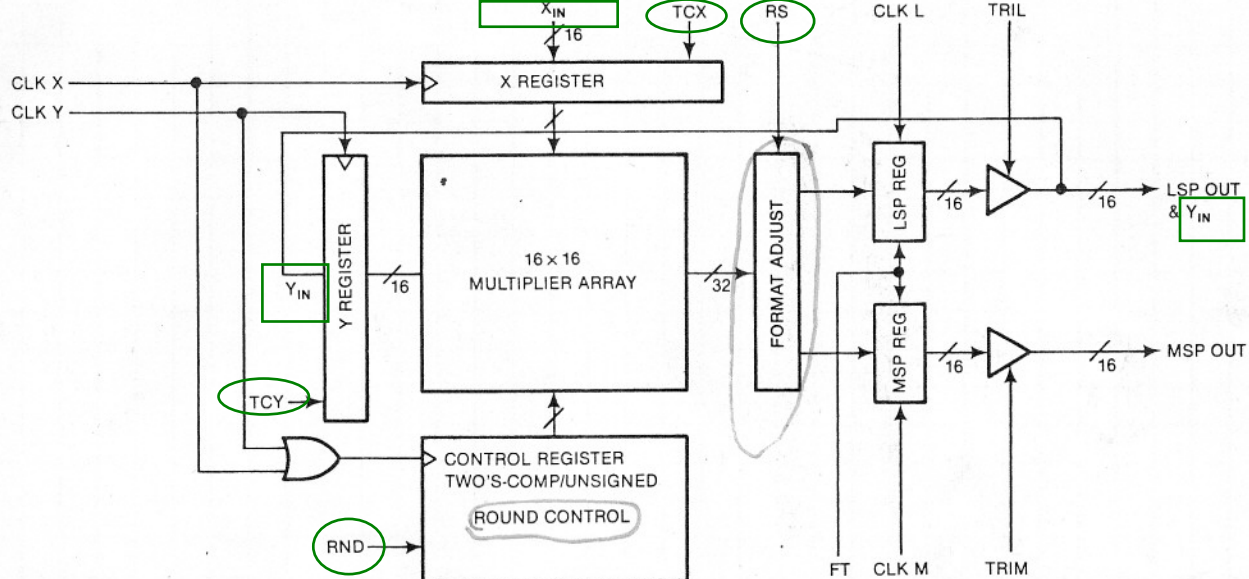 XIN TCX RS CLK L TRIL
16
CLK X
X REGISTER
CLK Y
LSP REG
16
16
LSP OUT
& YIN
Y REGISTER
16 × 16
MULTIPLIER ARRAY
FORMAT ADJUST
YIN
16
32
MSP REG
16
16
MSP OUT
TCY
CONTROL REGISTER
TWO'S-COMP/UNSIGNED
ROUND CONTROL
RND
FT CLK M TRIM